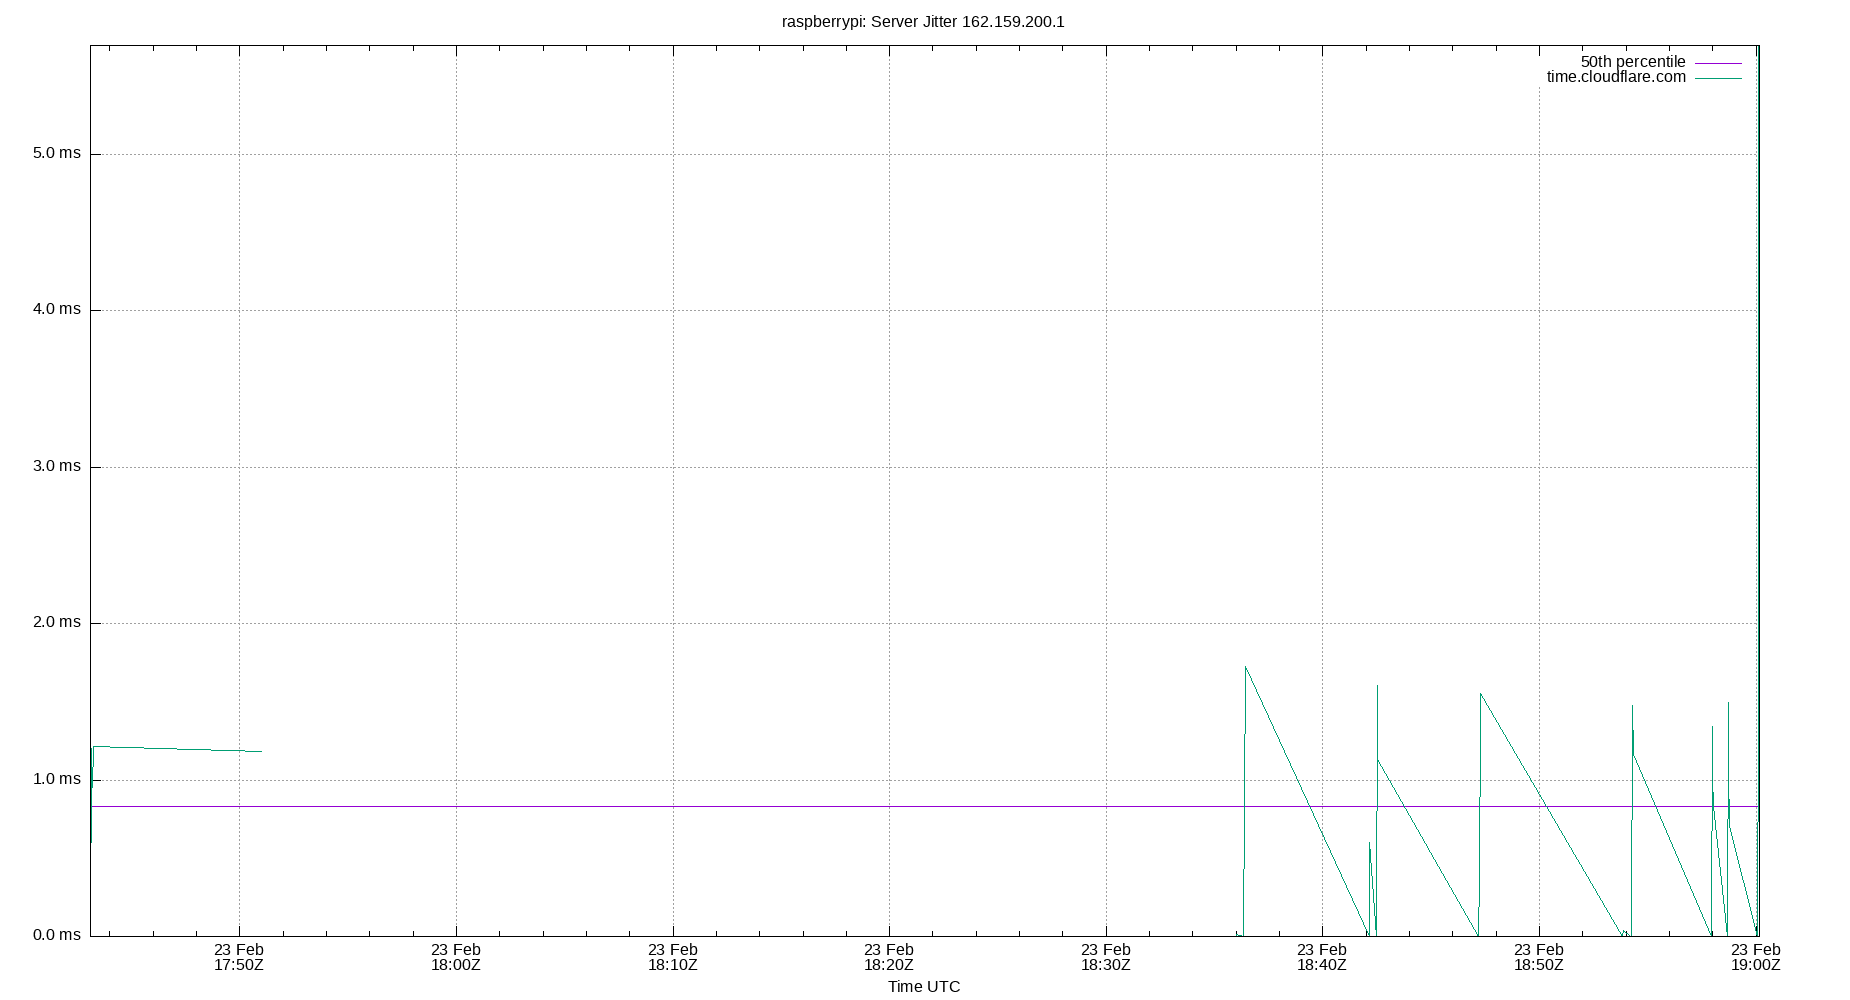 raspberrypi: Server Jitter 162.159.200.1
50th percentile
time.cloudflare.com
5.0 ms
4.0 ms
3.0 ms
2.0 ms
1.0 ms
0.0 ms
23 Feb 23 Feb 23 Feb 23 Feb 23 Feb 23 Feb 23 Feb 23 Feb
17:50Z 18:00Z 18:10Z 18:20Z 18:30Z 18:40Z 18:50Z 19:00Z
Time UTC